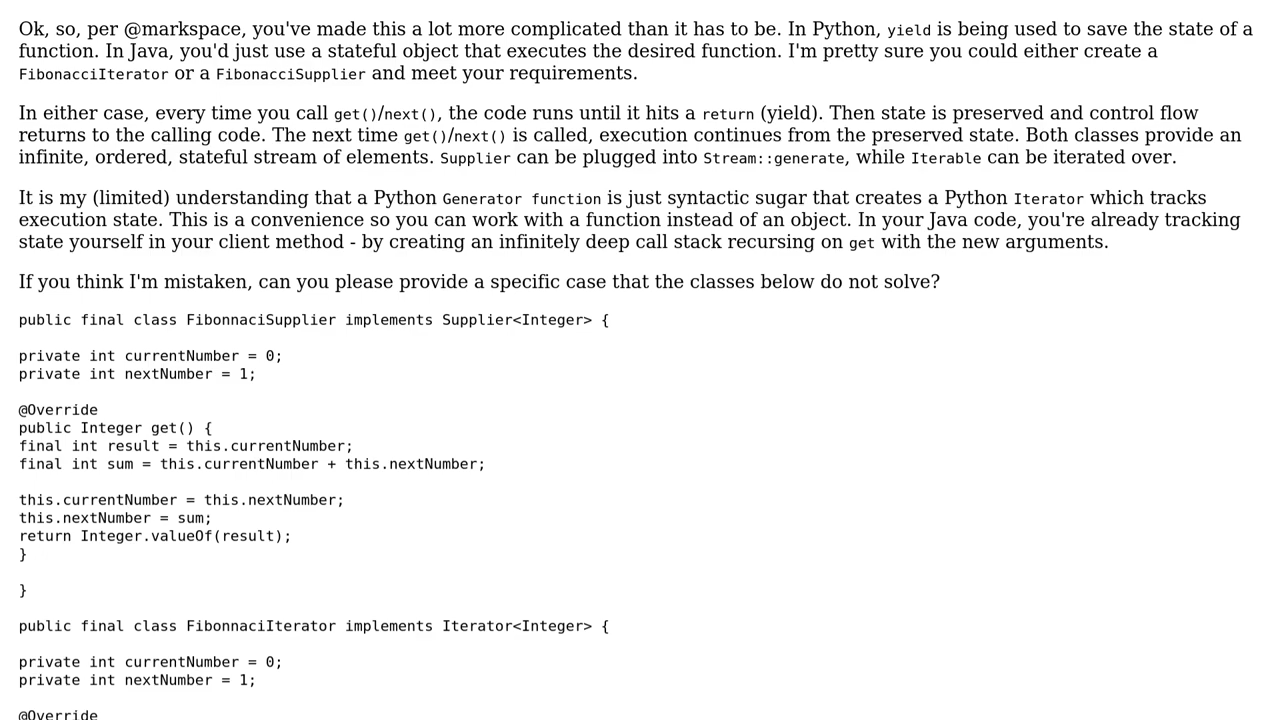 Ok, so, per @markspace, you've made this a lot more complicated than it has to be. In Python, yield is being used to save the state of a
function. In Java, you'd just use a stateful object that executes the desired function. I'm pretty sure you could either create a
FibonacciIterator or a FibonacciSupplier and meet your requirements.
In either case, every time you call get()/next(), the code runs until it hits a return (yield). Then state is preserved and control flow
returns to the calling code. The next time get()/next() is called, execution continues from the preserved state. Both classes provide an
infinite, ordered, stateful stream of elements. Supplier can be plugged into Stream::generate, while Iterable can be iterated over.
It is my (limited) understanding that a Python Generator function is just syntactic sugar that creates a Python Iterator which tracks
execution state. This is a convenience so you can work with a function instead of an object. In your Java code, you're already tracking
state yourself in your client method - by creating an infinitely deep call stack recursing on get with the new arguments.
If you think I'm mistaken, can you please provide a specific case that the classes below do not solve?
public final class FibonnaciSupplier implements Supplier<Integer> {
private int currentNumber = 0;
private int nextNumber = 1;
@Override
public Integer get() {
final int result = this.currentNumber;
final int sum = this.currentNumber + this.nextNumber;
this.currentNumber = this.nextNumber;
this.nextNumber = sum;
return Integer.valueOf(result);
}
}
public final class FibonnaciIterator implements Iterator<Integer> {
private int currentNumber = 0;
private int nextNumber = 1;
@Override